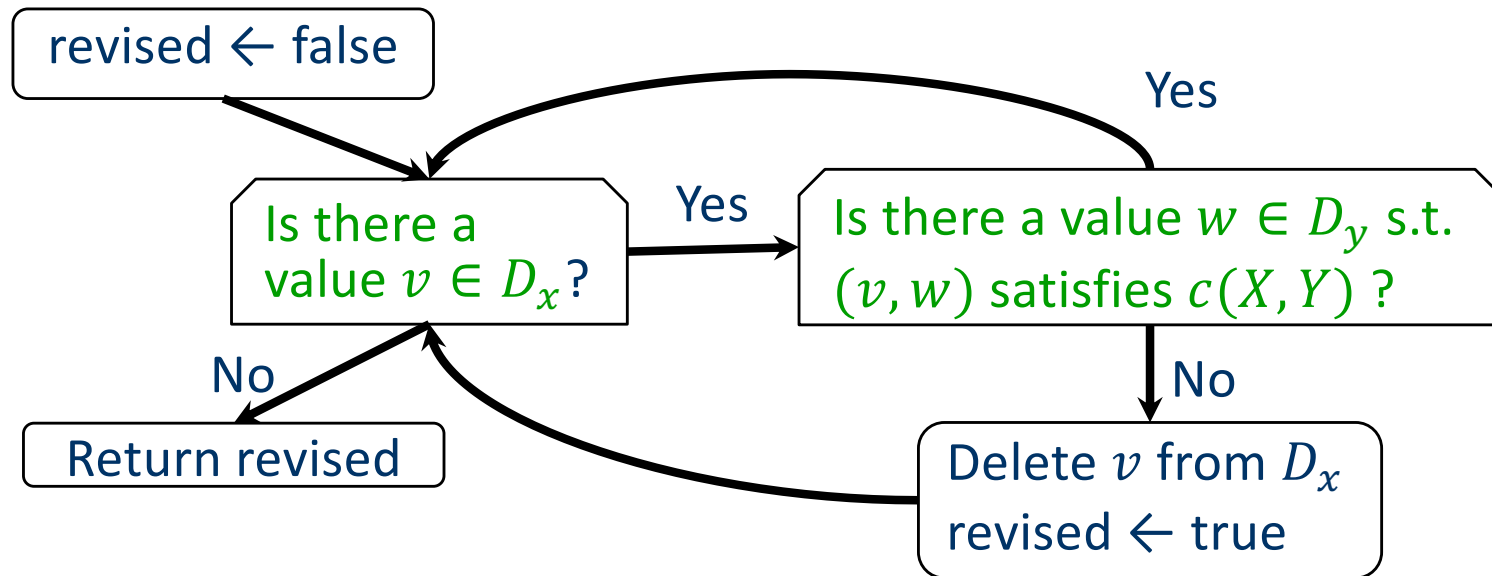 revised ← false
Yes
Is there a
value v ∈ Dₓ?
Yes
Is there a value w ∈ D_y s.t.
(v, w) satisfies c(X, Y) ?
No
Return revised
No
Delete v from Dₓ
revised ← true